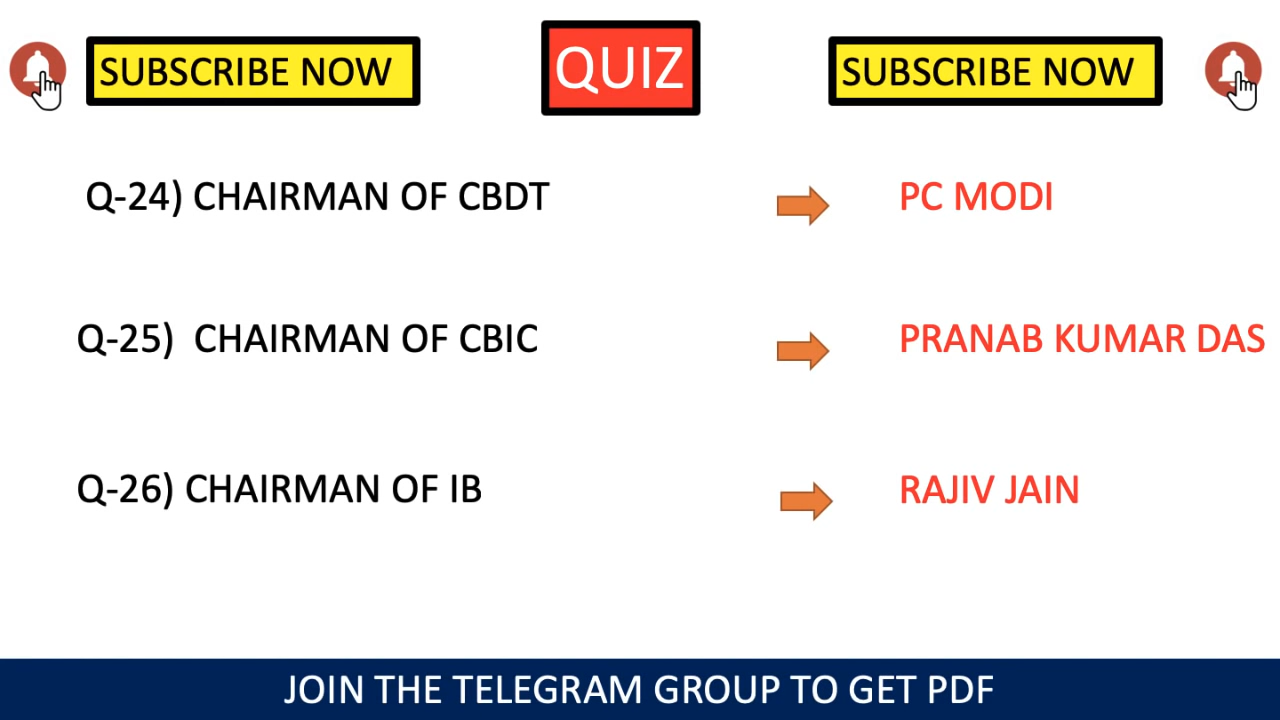 SUBSCRIBE NOW
QUIZ
SUBSCRIBE NOW
Q-24) CHAIRMAN OF CBDT PC MODI
Q-25) CHAIRMAN OF CBIC PRANAB KUMAR DAS
Q-26) CHAIRMAN OF IB RAJIV JAIN
JOIN THE TELEGRAM GROUP TO GET PDF